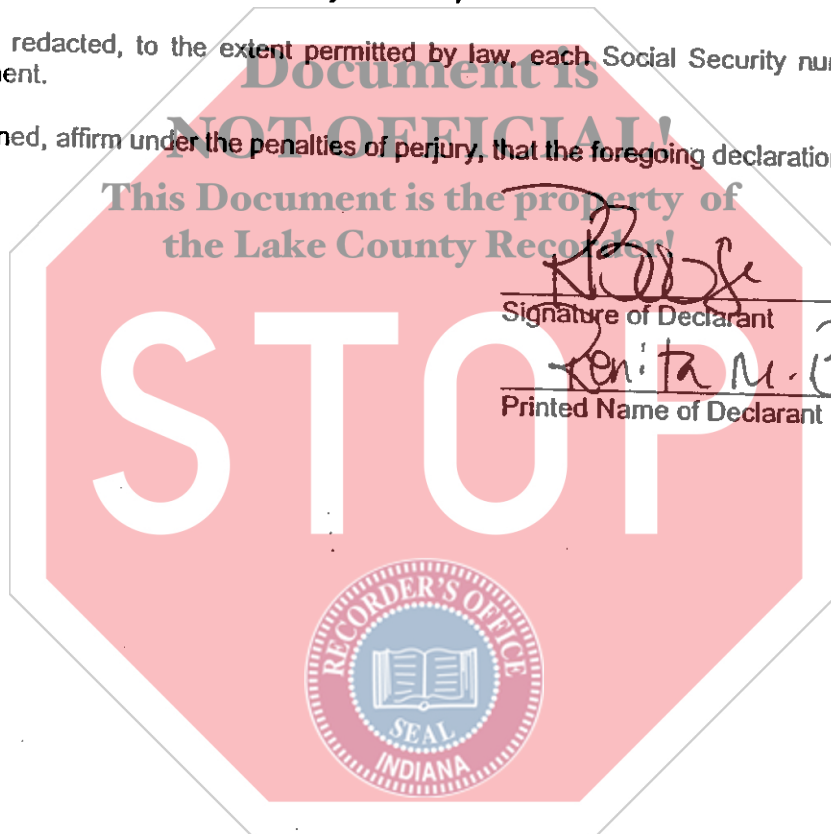 redacted, to the extent permitted by law, each Social Security nu
ent.
Document is
NOT OFFICIAL!
ned, affirm under the penalties of perjury, that the foregoing declaration
This Document is the property of
the Lake County Recorder!
Signature of Declarant
Renita M.
Printed Name of Declarant
STOP
RECORDER'S OFFICE
SEAL
INDIANA